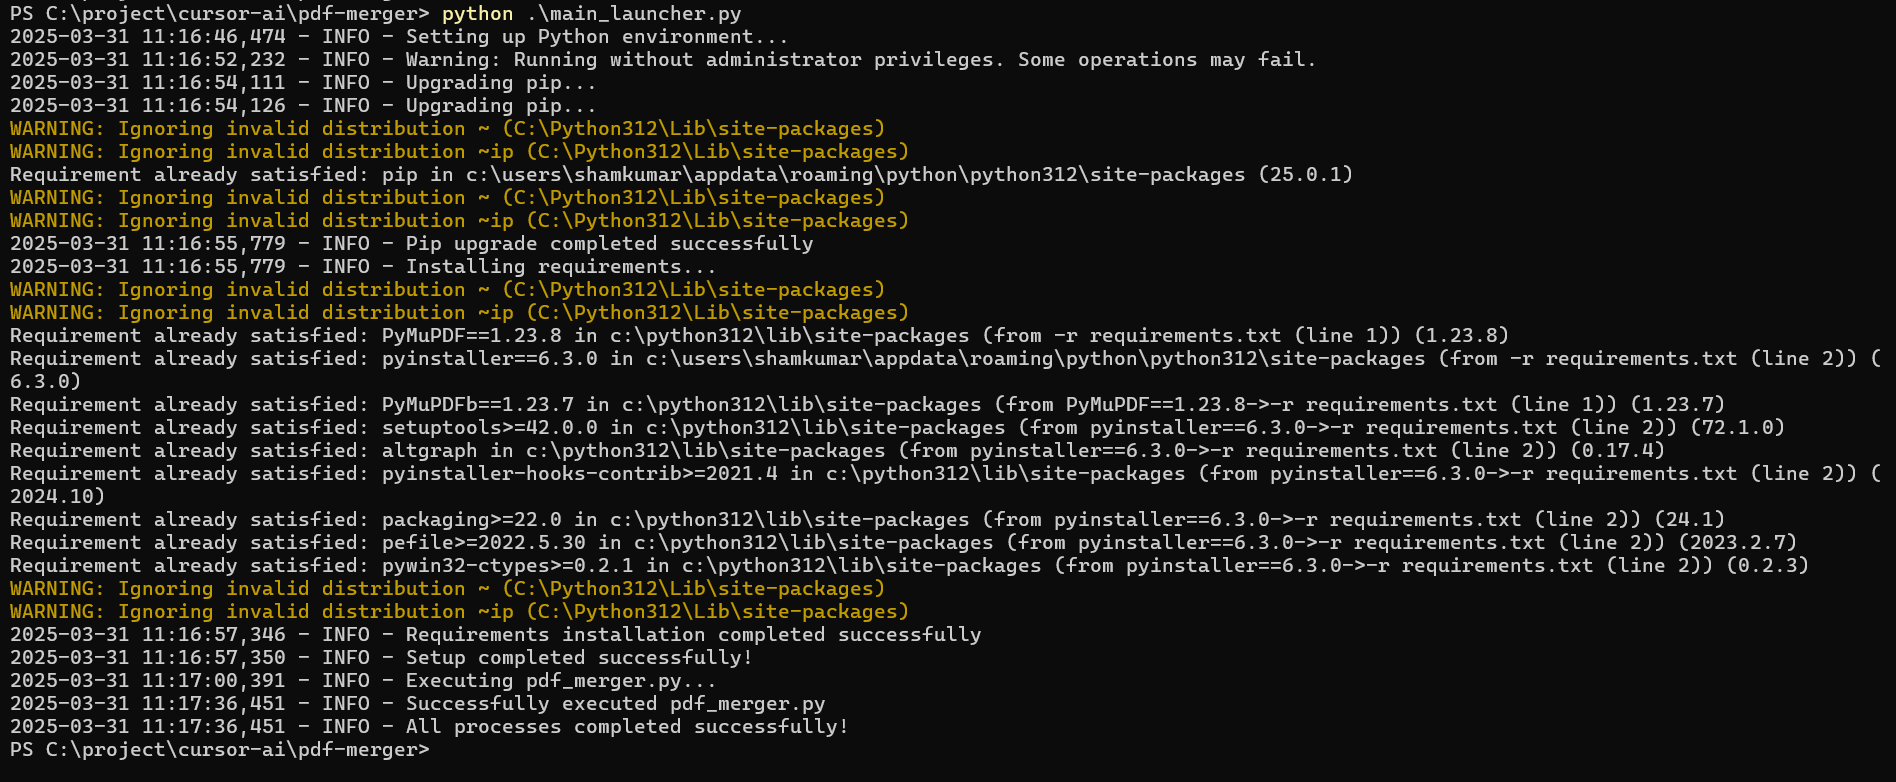 PS C:\project\cursor-ai\pdf-merger> python .\main_launcher.py
2025-03-31 11:16:46,474 - INFO - Setting up Python environment...
2025-03-31 11:16:52,232 - INFO - Warning: Running without administrator privileges. Some operations may fail.
2025-03-31 11:16:54,111 - INFO - Upgrading pip...
2025-03-31 11:16:54,126 - INFO - Upgrading pip...
WARNING: Ignoring invalid distribution ~ (C:\Python312\Lib\site-packages)
WARNING: Ignoring invalid distribution ~ip (C:\Python312\Lib\site-packages)
Requirement already satisfied: pip in c:\users\shamkumar\appdata\roaming\python\python312\site-packages (25.0.1)
WARNING: Ignoring invalid distribution ~ (C:\Python312\Lib\site-packages)
WARNING: Ignoring invalid distribution ~ip (C:\Python312\Lib\site-packages)
2025-03-31 11:16:55,779 - INFO - Pip upgrade completed successfully
2025-03-31 11:16:55,779 - INFO - Installing requirements...
WARNING: Ignoring invalid distribution ~ (C:\Python312\Lib\site-packages)
WARNING: Ignoring invalid distribution ~ip (C:\Python312\Lib\site-packages)
Requirement already satisfied: PyMuPDF==1.23.8 in c:\python312\lib\site-packages (from -r requirements.txt (line 1)) (1.23.8)
Requirement already satisfied: pyinstaller==6.3.0 in c:\users\shamkumar\appdata\roaming\python\python312\site-packages (from -r requirements.txt (line 2)) (
6.3.0)
Requirement already satisfied: PyMuPDFb==1.23.7 in c:\python312\lib\site-packages (from PyMuPDF==1.23.8->-r requirements.txt (line 1)) (1.23.7)
Requirement already satisfied: setuptools>=42.0.0 in c:\python312\lib\site-packages (from pyinstaller==6.3.0->-r requirements.txt (line 2)) (72.1.0)
Requirement already satisfied: altgraph in c:\python312\lib\site-packages (from pyinstaller==6.3.0->-r requirements.txt (line 2)) (0.17.4)
Requirement already satisfied: pyinstaller-hooks-contrib>=2021.4 in c:\python312\lib\site-packages (from pyinstaller==6.3.0->-r requirements.txt (line 2)) (
2024.10)
Requirement already satisfied: packaging>=22.0 in c:\python312\lib\site-packages (from pyinstaller==6.3.0->-r requirements.txt (line 2)) (24.1)
Requirement already satisfied: pefile>=2022.5.30 in c:\python312\lib\site-packages (from pyinstaller==6.3.0->-r requirements.txt (line 2)) (2023.2.7)
Requirement already satisfied: pywin32-ctypes>=0.2.1 in c:\python312\lib\site-packages (from pyinstaller==6.3.0->-r requirements.txt (line 2)) (0.2.3)
WARNING: Ignoring invalid distribution ~ (C:\Python312\Lib\site-packages)
WARNING: Ignoring invalid distribution ~ip (C:\Python312\Lib\site-packages)
2025-03-31 11:16:57,346 - INFO - Requirements installation completed successfully
2025-03-31 11:16:57,350 - INFO - Setup completed successfully!
2025-03-31 11:17:00,391 - INFO - Executing pdf_merger.py...
2025-03-31 11:17:36,451 - INFO - Successfully executed pdf_merger.py
2025-03-31 11:17:36,451 - INFO - All processes completed successfully!
PS C:\project\cursor-ai\pdf-merger>